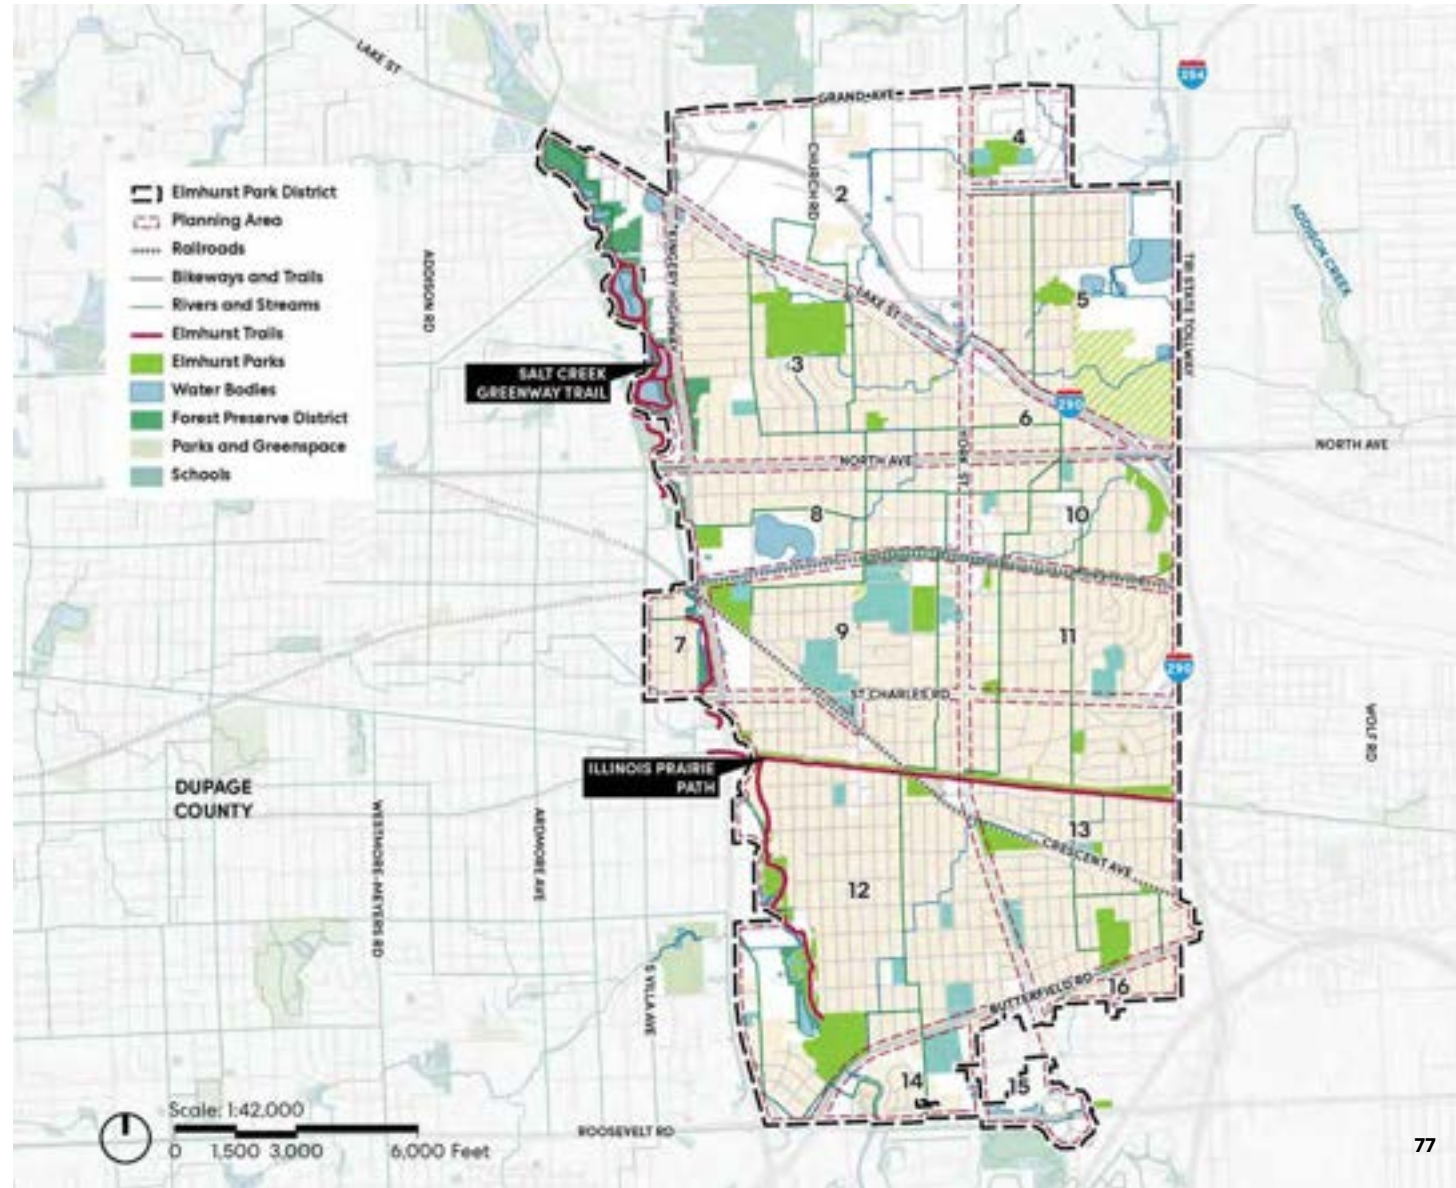 LAKE ST
294
GRAND AVE
4
CHURCH RD
2
Elmhurst Park District
Planning Area
Railroads
Bikeways and Trails
Rivers and Streams
Elmhurst Trails
Elmhurst Parks
Water Bodies
Forest Preserve District
Parks and Greenspace
Schools
ADDISON RD
KINGERY HIGHWAY
ADDISON CREEK
TRI STATE TOLLWAY
5
LAKE ST
3
SALT CREEK
GREENWAY TRAIL
290
6
YORK ST
NORTH AVE
NORTH AVE
8
10
9
11
7
290
ST CHARLES RD
WOLF RD
ILLINOIS PRAIRIE
PATH
DUPAGE
COUNTY
WESTMORE-MEYERS RD
ARDMORE AVE
13
CRESCENT AVE
12
S VILLA AVE
BUTTERFIELD RD
16
14
15
Scale: 1:42,000
0 1,500 3,000 6,000 Feet
ROOSEVELT RD
77